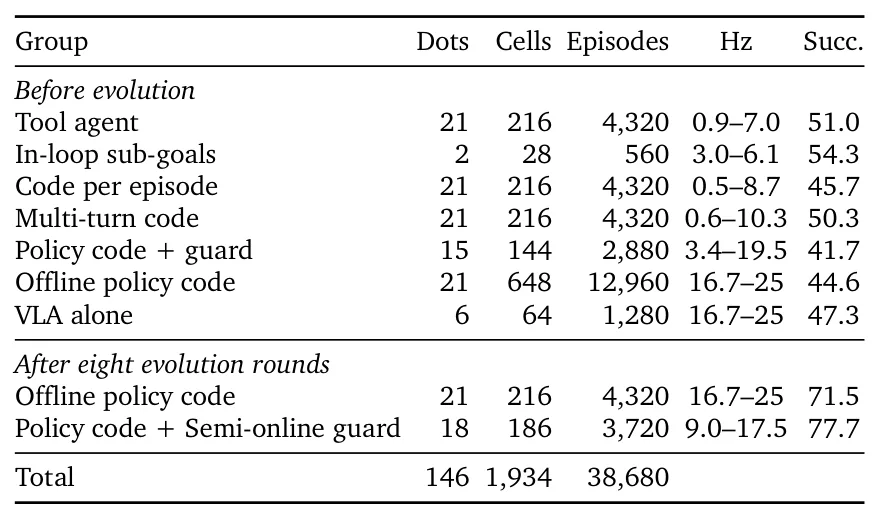 Group Dots Cells Episodes Hz Succ.
Before evolution
Tool agent 21 216 4,320 0.9–7.0 51.0
In-loop sub-goals 2 28 560 3.0–6.1 54.3
Code per episode 21 216 4,320 0.5–8.7 45.7
Multi-turn code 21 216 4,320 0.6–10.3 50.3
Policy code + guard 15 144 2,880 3.4–19.5 41.7
Offline policy code 21 648 12,960 16.7–25 44.6
VLA alone 6 64 1,280 16.7–25 47.3
After eight evolution rounds
Offline policy code 21 216 4,320 16.7–25 71.5
Policy code + Semi-online guard 18 186 3,720 9.0–17.5 77.7
Total 146 1,934 38,680